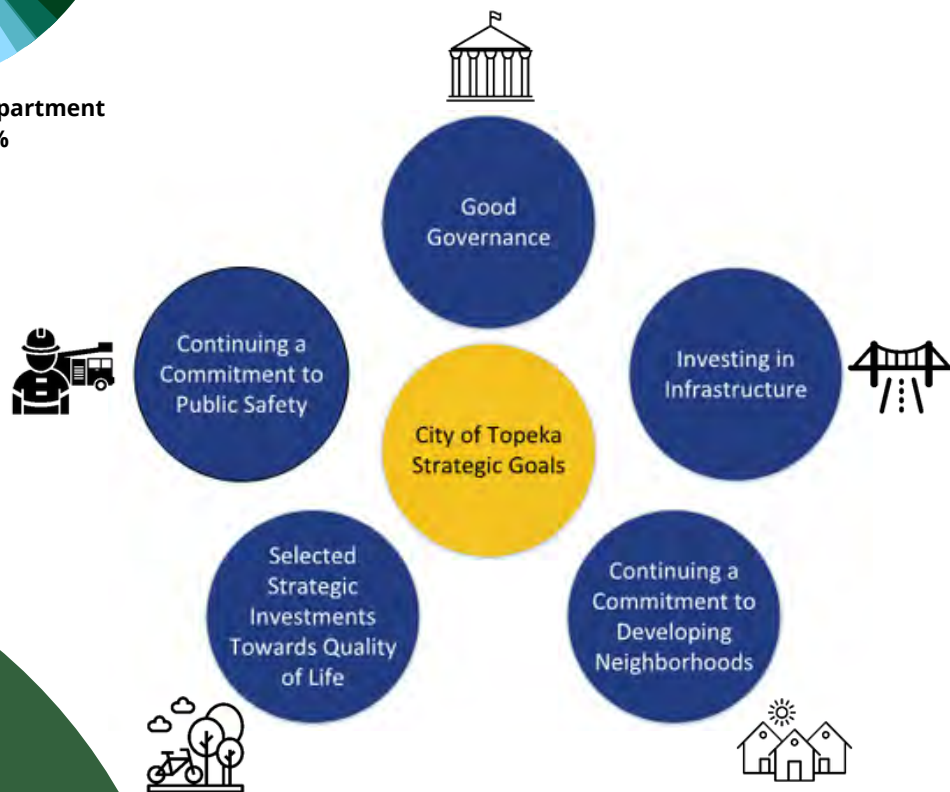 partment
%
Good
Governance
Continuing a
Commitment to
Public Safety
Investing in
Infrastructure
City of Topeka
Strategic Goals
Selected
Strategic
Investments
Towards Quality
of Life
Continuing a
Commitment to
Developing
Neighborhoods